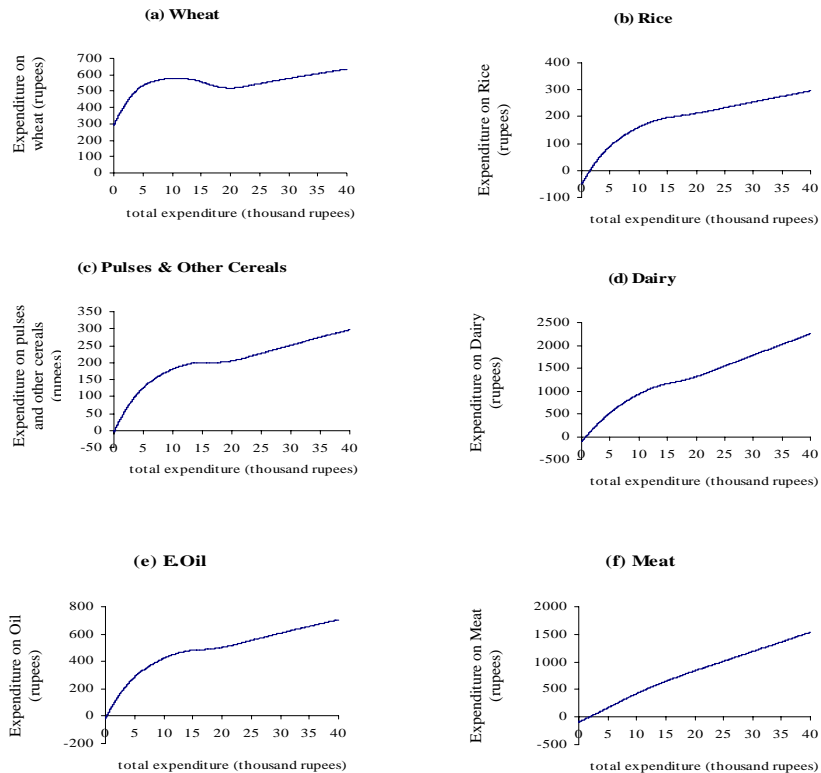 (a) Wheat
Expenditure on
wheat (rupees)
700
600
500
400
300
200
100
0
0 5 10 15 20 25 30 35 40
total expenditure (thousand rupees)
(b) Rice
Expenditure on Rice
(rupees)
400
300
200
100
0
-100
0 5 10 15 20 25 30 35 40
total expenditure (thousand rupees)
(c) Pulses & Other Cereals
Expenditure on pulses
and other cereals
(runees)
350
300
250
200
150
100
50
0
-50
0 5 10 15 20 25 30 35 40
total expenditure (thousand rupees)
(d) Dairy
Expenditure on Dairy
(rupees)
2500
2000
1500
1000
500
0
-500
0 5 10 15 20 25 30 35 40
total expenditure (thousand rupees)
(e) E.Oil
Expenditure on Oil
(rupees)
800
600
400
200
0
-200
0 5 10 15 20 25 30 35 40
total expenditure (thousand rupees)
(f) Meat
Expenditure on Meat
(rupees)
2000
1500
1000
500
0
-500
0 5 10 15 20 25 30 35 40
total expenditure (thousand rupees)